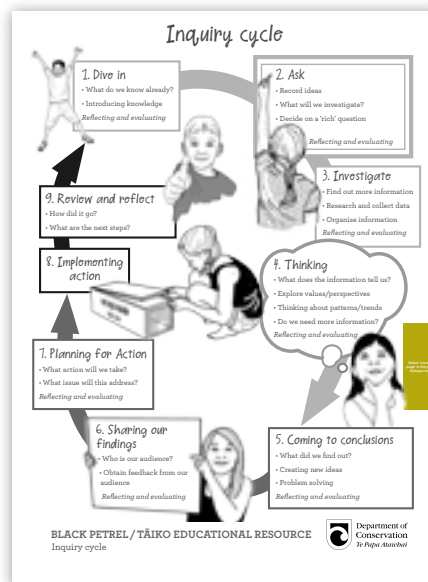 Inquiry cycle
1. Dive in
• What do we know already?
• Introducing knowledge
Reflecting and evaluating
2. Ask
• Record ideas
• What will we investigate?
• Decide on a 'rich' question
Reflecting and evaluating
3. Investigate
• Find out more information
• Research and collect data
• Organise information
Reflecting and evaluating
4. Thinking
• What does the information tell us?
• Explore values/perspectives
• Thinking about patterns/trends
• Do we need more information?
Reflecting and evaluating
5. Coming to conclusions
• What did we find out?
• Creating new ideas
• Problem solving
Reflecting and evaluating
6. Sharing our
findings
• Who is our audience?
• Obtain feedback from our
audience
Reflecting and evaluating
7. Planning for Action
• What action will we take?
• What issue will this address?
Reflecting and evaluating
8. Implementing
action
9. Review and reflect
• How did it go?
• What are the next steps?
BLACK PETREL / TĀIKO EDUCATIONAL RESOURCE
Inquiry cycle
Department of
Conservation
Te Papa Atawhai